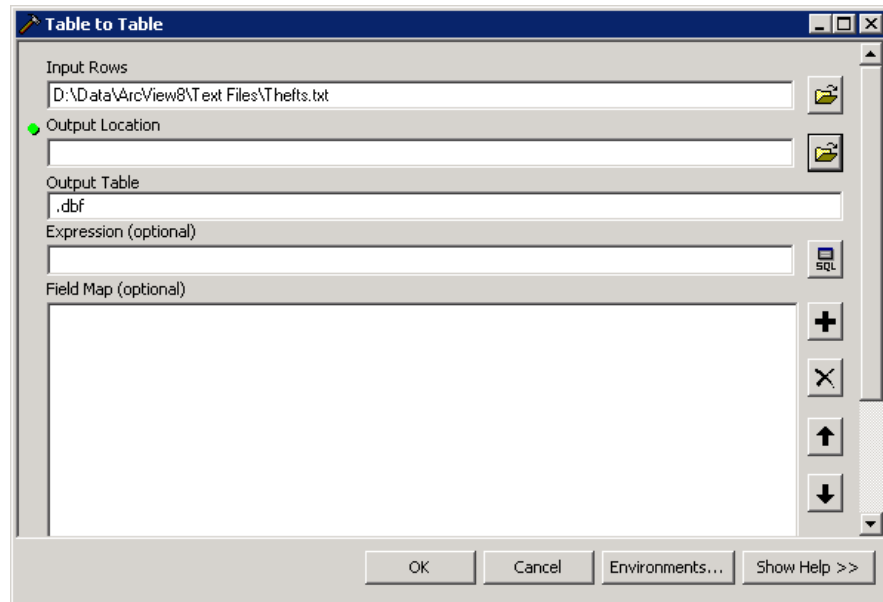 Table to Table
Input Rows
D:\Data\ArcView8\Text Files\Thefts.txt
Output Location
Output Table
.dbf
Expression (optional)
SQL
Field Map (optional)
OK
Cancel
Environments...
Show Help >>